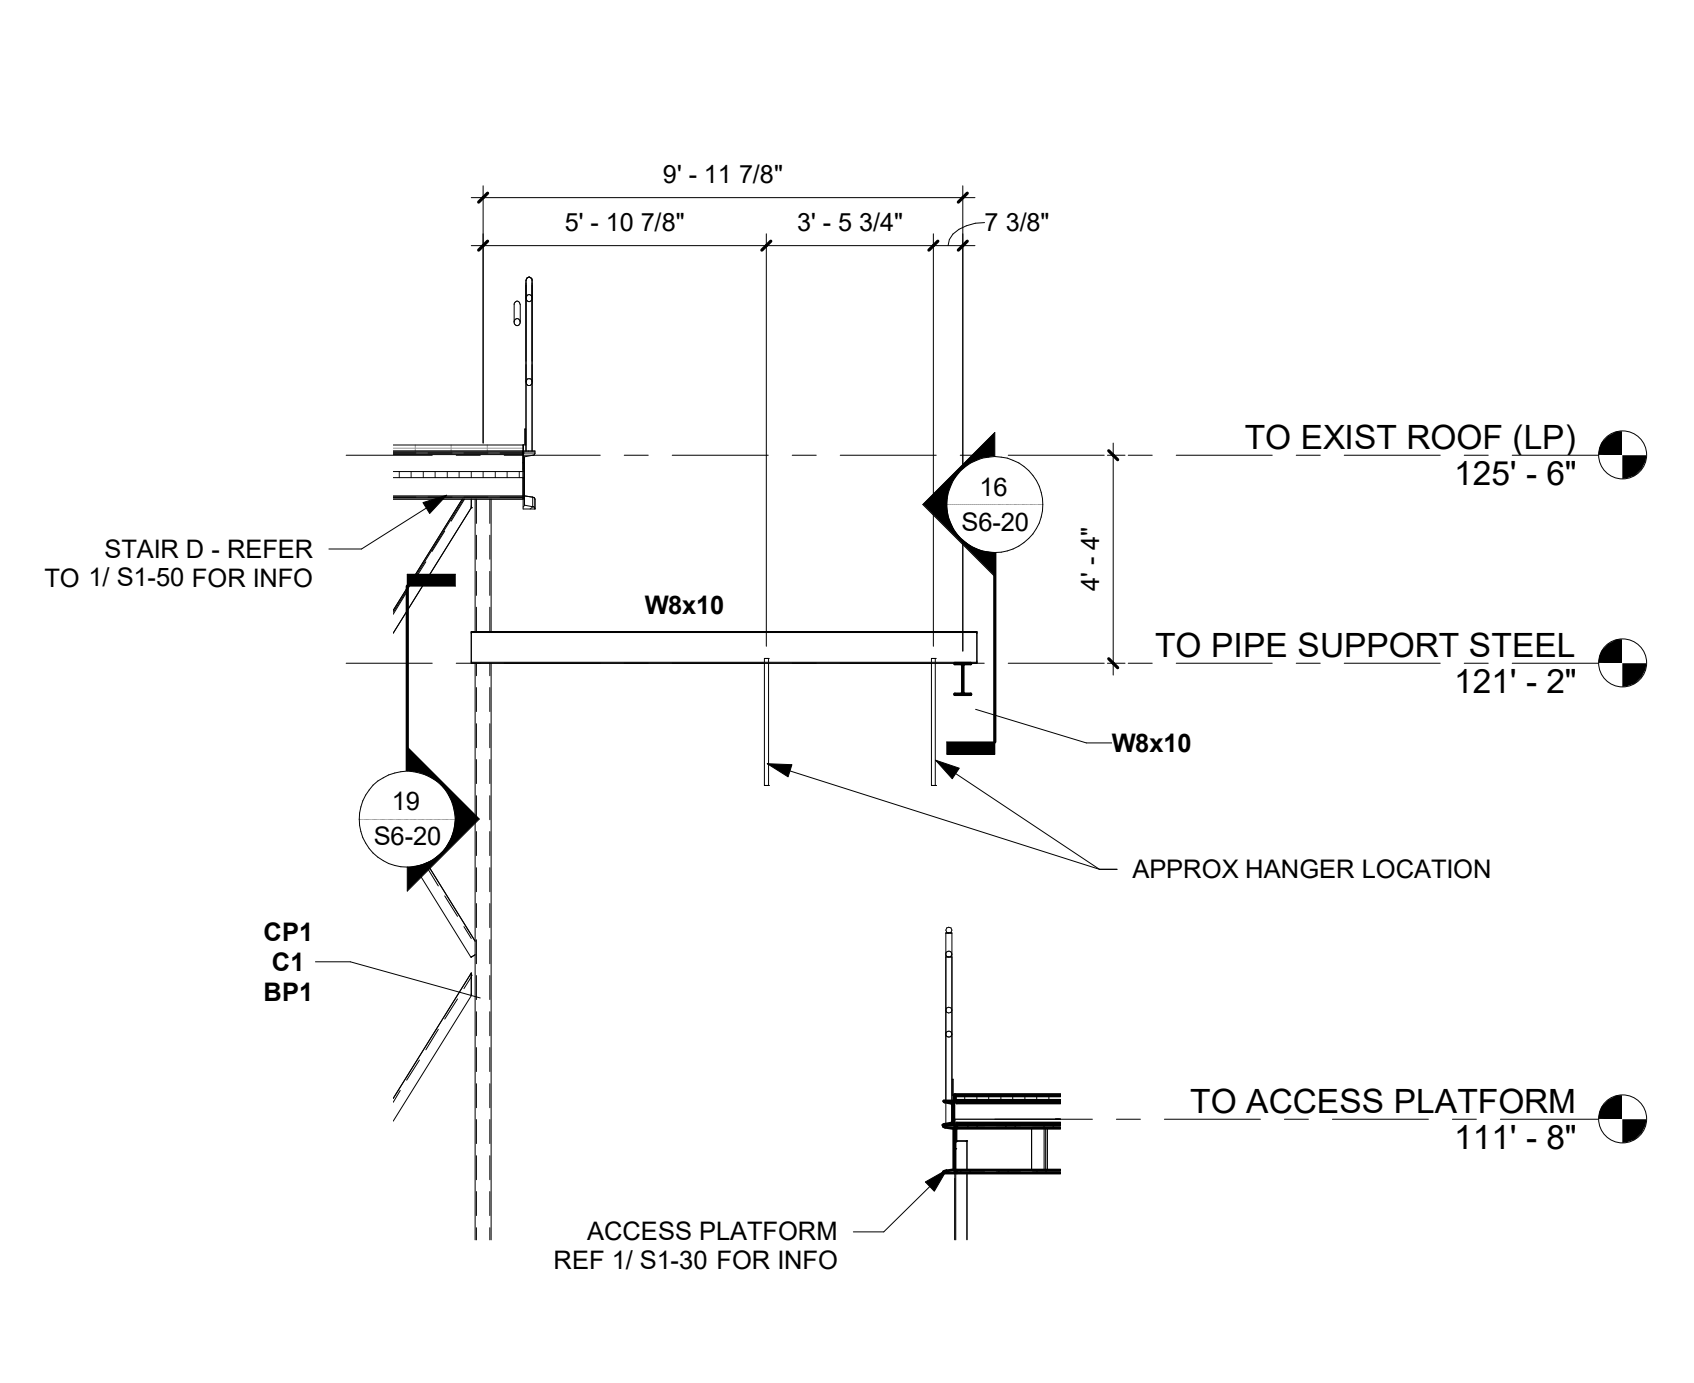 9' - 11 7/8"
5' - 10 7/8"
3' - 5 3/4"
7 3/8"
TO EXIST ROOF (LP)
125' - 6"
16
S6-20
4' - 4"
STAIR D - REFER
TO 1/ S1-50 FOR INFO
W8x10
TO PIPE SUPPORT STEEL
121' - 2"
W8x10
19
S6-20
APPROX HANGER LOCATION
CP1
C1
BP1
TO ACCESS PLATFORM
111' - 8"
ACCESS PLATFORM
REF 1/ S1-30 FOR INFO